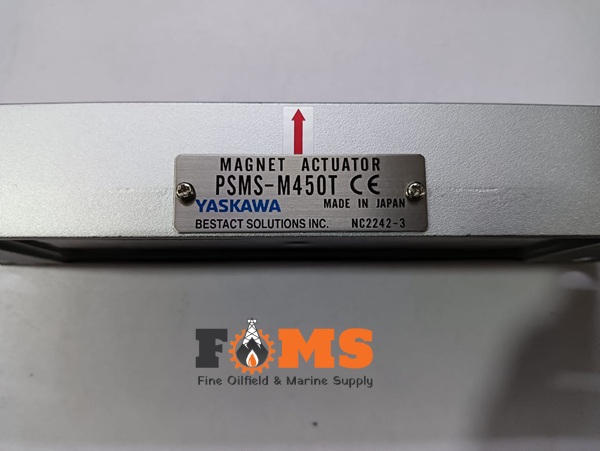 MAGNET ACTUATOR
PSMS-M450T CE
YASKAWA MADE IN JAPAN
BESTACT SOLUTIONS INC. NC2242-3
FOMS
Fine Oilfield & Marine Supply